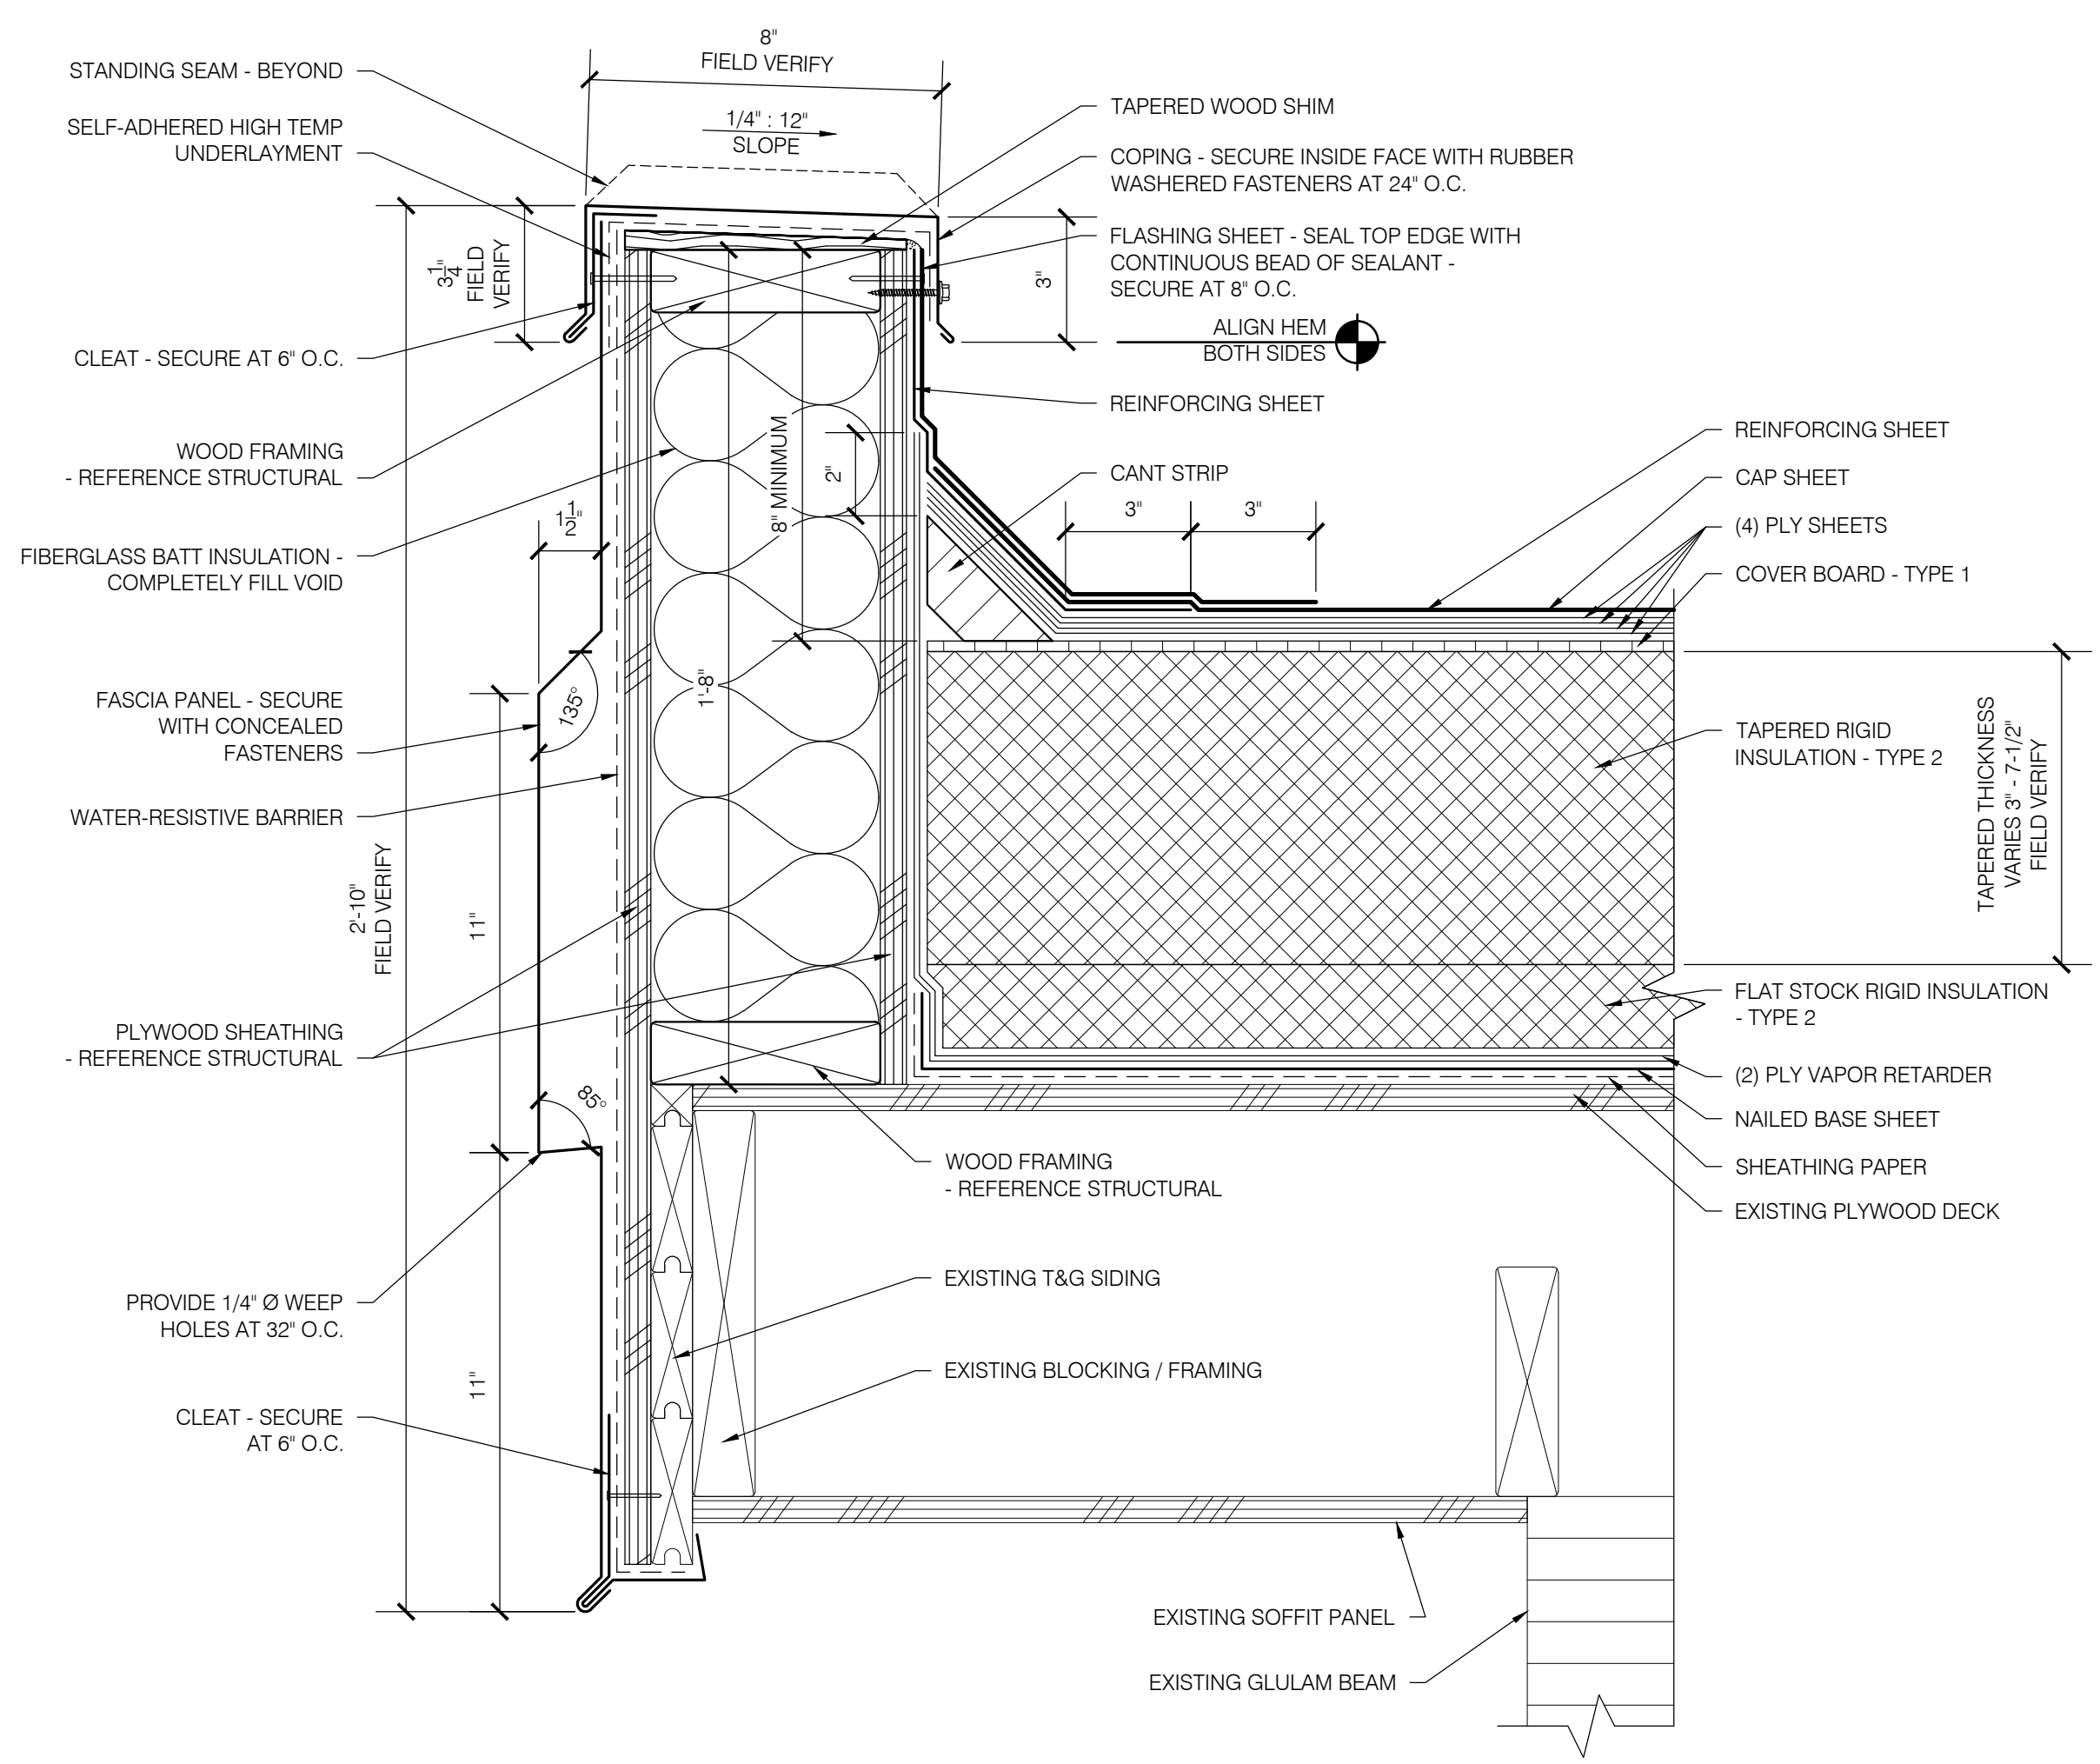 8"
FIELD VERIFY
1/4" : 12"
SLOPE
STANDING SEAM - BEYOND
SELF-ADHERED HIGH TEMP
UNDERLAYMENT
3 1/4"
FIELD
VERIFY
CLEAT - SECURE AT 6" O.C.
WOOD FRAMING
- REFERENCE STRUCTURAL
1 1/2"
FIBERGLASS BATT INSULATION -
COMPLETELY FILL VOID
FASCIA PANEL - SECURE
WITH CONCEALED
FASTENERS
135°
WATER-RESISTIVE BARRIER
2'-10"
FIELD VERIFY
11"
PLYWOOD SHEATHING
- REFERENCE STRUCTURAL
85°
PROVIDE 1/4" Ø WEEP
HOLES AT 32" O.C.
11"
CLEAT - SECURE
AT 6" O.C.
8" MINIMUM
1'-8"
2"
TAPERED WOOD SHIM
COPING - SECURE INSIDE FACE WITH RUBBER
WASHERED FASTENERS AT 24" O.C.
FLASHING SHEET - SEAL TOP EDGE WITH
CONTINUOUS BEAD OF SEALANT -
SECURE AT 8" O.C.
3"
ALIGN HEM
BOTH SIDES
REINFORCING SHEET
CANT STRIP
3"
3"
REINFORCING SHEET
CAP SHEET
(4) PLY SHEETS
COVER BOARD - TYPE 1
TAPERED RIGID
INSULATION - TYPE 2
TAPERED THICKNESS
VARIES 3" - 7-1/2"
FIELD VERIFY
FLAT STOCK RIGID INSULATION
- TYPE 2
(2) PLY VAPOR RETARDER
NAILED BASE SHEET
SHEATHING PAPER
EXISTING PLYWOOD DECK
WOOD FRAMING
- REFERENCE STRUCTURAL
EXISTING T&G SIDING
EXISTING BLOCKING / FRAMING
EXISTING SOFFIT PANEL
EXISTING GLULAM BEAM